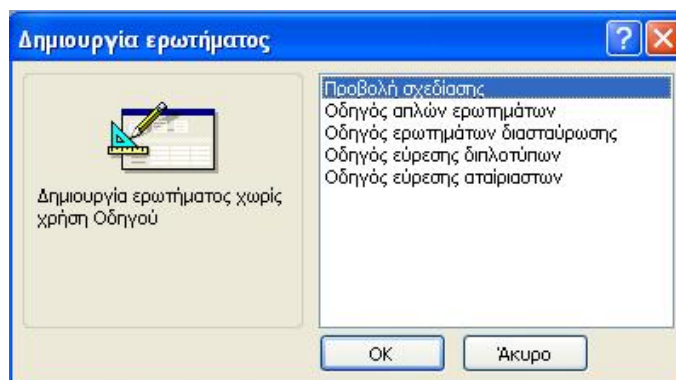 Δημιουργία ερωτήματος
Δημιουργία ερωτήματος χωρίς
χρήση Οδηγού
Προβολή σχεδίασης
Οδηγός απλών ερωτημάτων
Οδηγός ερωτημάτων διασταύρωσης
Οδηγός εύρεσης διπλοτύπων
Οδηγός εύρεσης αταίριαστων
OK
Άκυρο